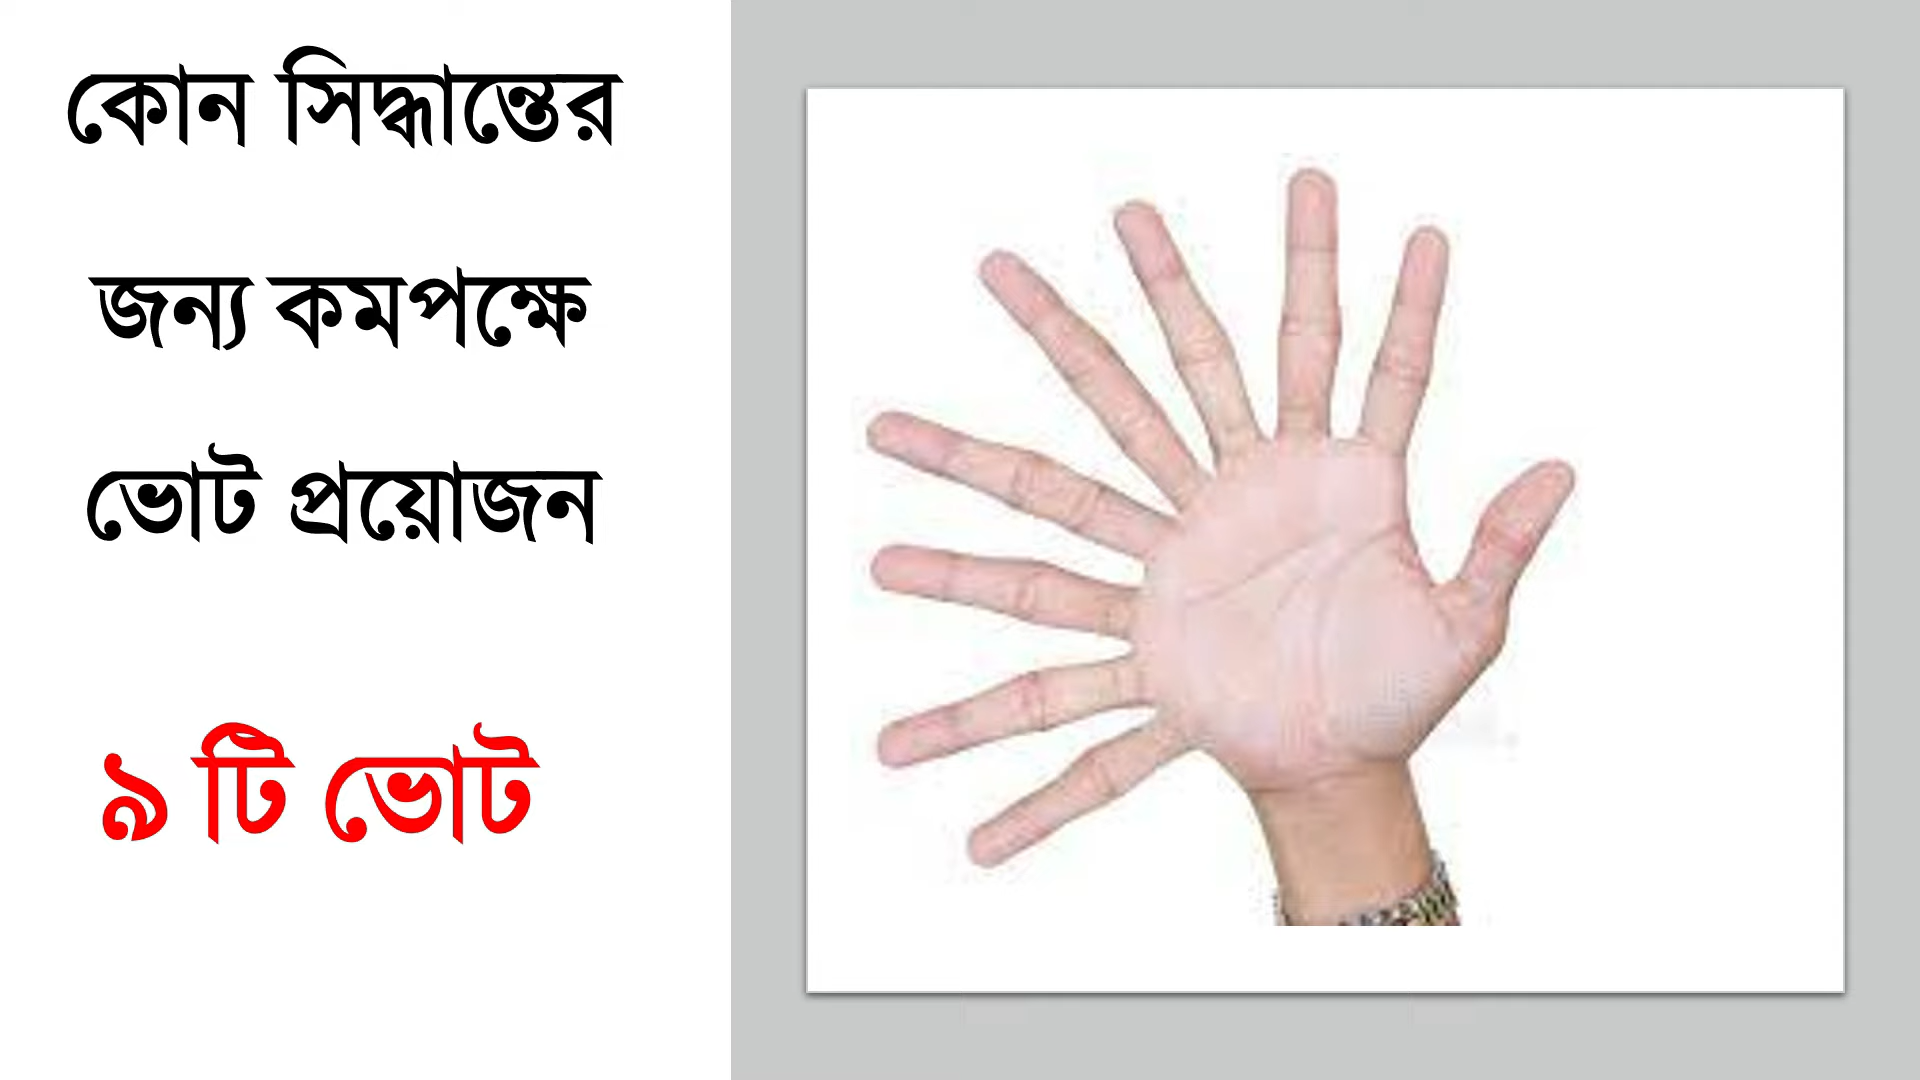 কোন সিদ্ধান্তের
জন্য কমপক্ষে
ভোট প্রয়োজন
৯ টি ভোট